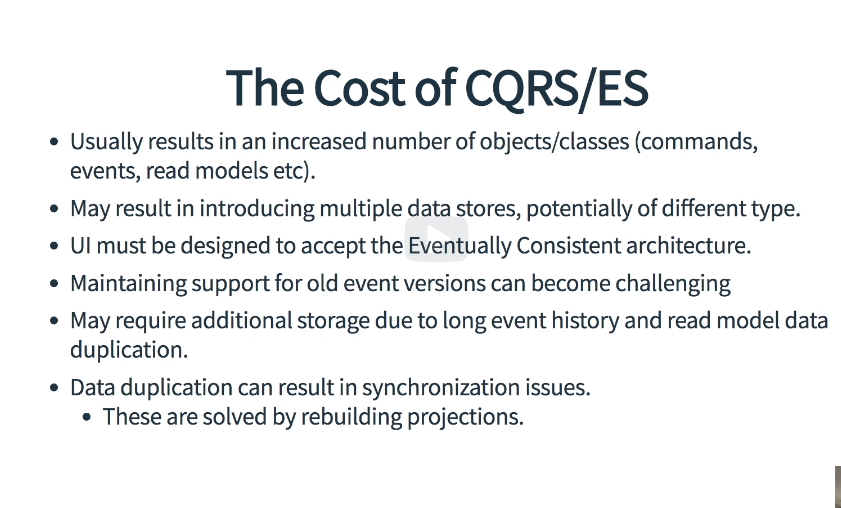 The Cost of CQRS/ES
• Usually results in an increased number of objects/classes (commands,
events, read models etc).
• May result in introducing multiple data stores, potentially of different type.
• UI must be designed to accept the Eventually Consistent architecture.
• Maintaining support for old event versions can become challenging
• May require additional storage due to long event history and read model data
duplication.
• Data duplication can result in synchronization issues.
• These are solved by rebuilding projections.